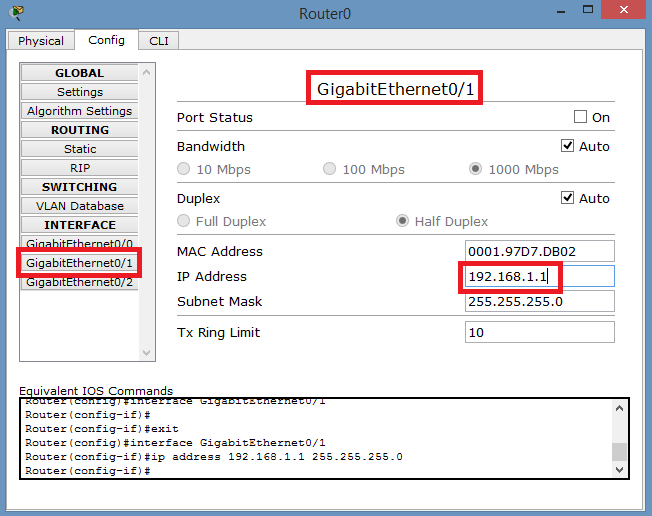 Router0
Physical Config CLI
GLOBAL
Settings
Algorithm Settings
ROUTING
Static
RIP
SWITCHING
VLAN Database
INTERFACE
GigabitEthernet0/0
GigabitEthernet0/1
GigabitEthernet0/2
GigabitEthernet0/1
Port Status On
Bandwidth Auto
10 Mbps 100 Mbps 1000 Mbps
Duplex Auto
Full Duplex Half Duplex
MAC Address 0001.97D7.DB02
IP Address 192.168.1.1
Subnet Mask 255.255.255.0
Tx Ring Limit 10
Equivalent IOS Commands
Router(config)#interface GigabitEthernet0/1
Router(config-if)#
Router(config-if)#exit
Router(config)#interface GigabitEthernet0/1
Router(config-if)#ip address 192.168.1.1 255.255.255.0
Router(config-if)#